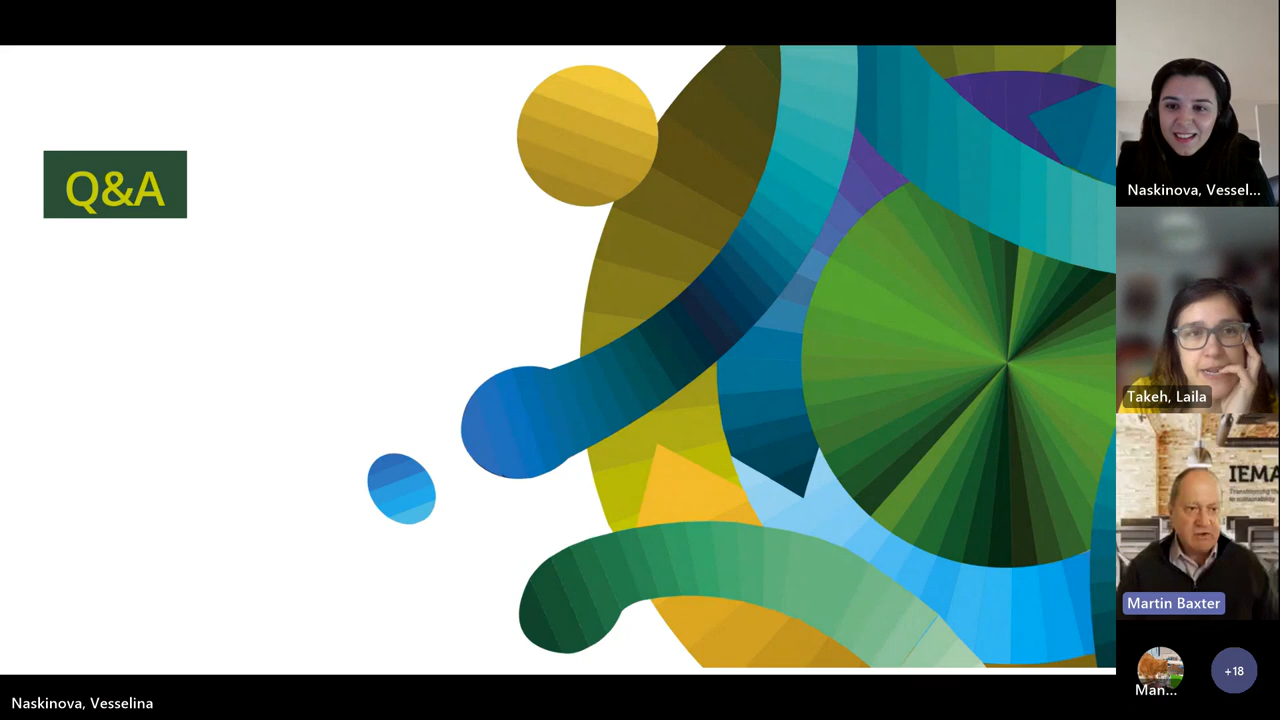 Q&A
Naskinova, Vessel...
Takeh, Laila
IEMA
Martin Baxter
Man...
+18
Naskinova, Vesselina